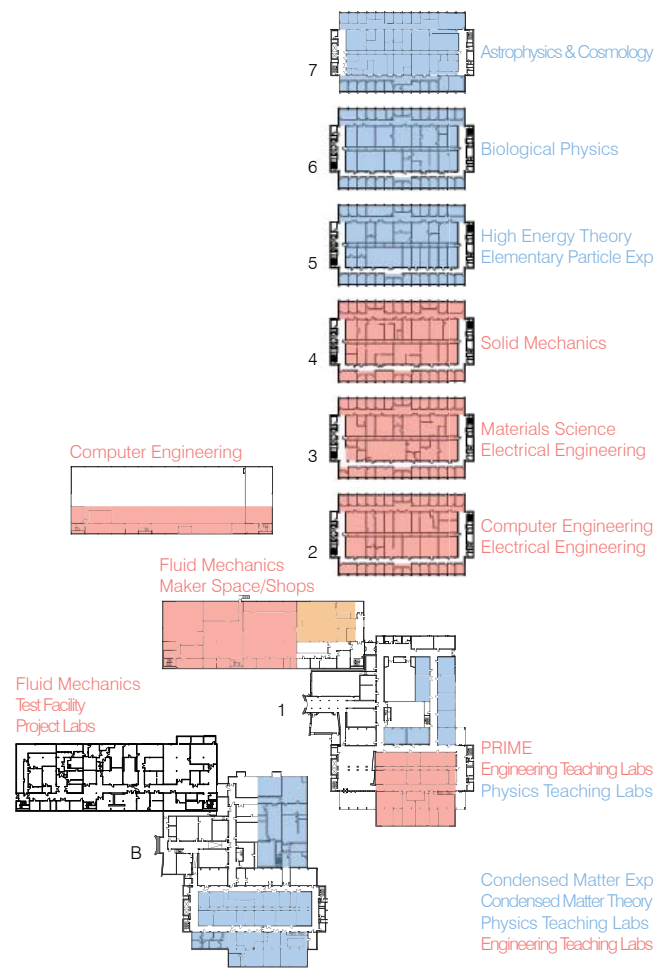 7
Astrophysics & Cosmology
6
Biological Physics
5
High Energy Theory
Elementary Particle Exp
4
Solid Mechanics
3
Materials Science
Electrical Engineering
Computer Engineering
2
Computer Engineering
Electrical Engineering
Fluid Mechanics
Maker Space/Shops
1
PRIME
Engineering Teaching Labs
Physics Teaching Labs
Fluid Mechanics
Test Facility
Project Labs
B
Condensed Matter Exp
Condensed Matter Theory
Physics Teaching Labs
Engineering Teaching Labs